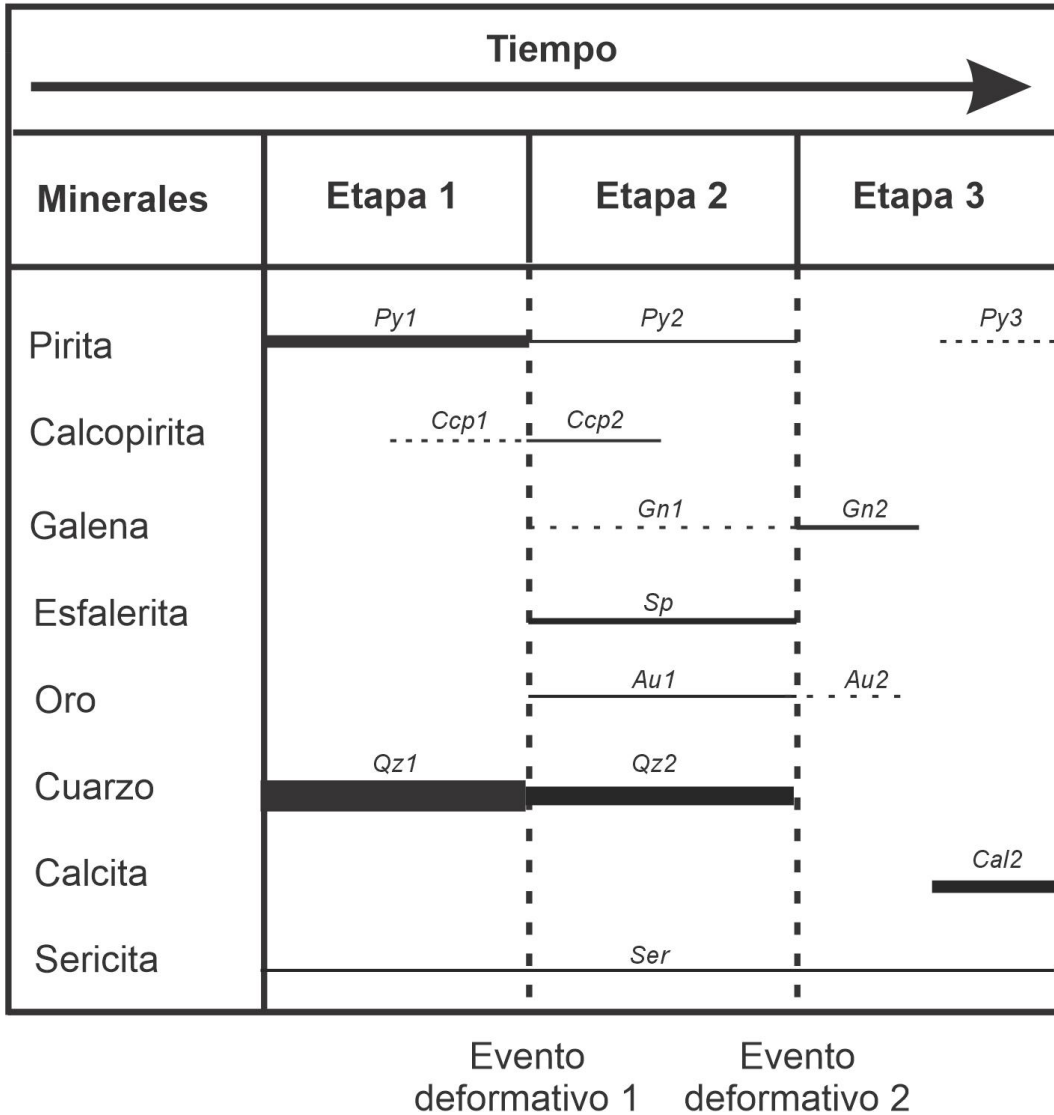 Tiempo
Minerales Etapa 1 Etapa 2 Etapa 3
Pirita Py1 Py2 Py3
Calcopirita Ccp1 Ccp2
Galena Gn1 Gn2
Esfalerita Sp
Oro Au1 Au2
Cuarzo Qz1 Qz2
Calcita Cal2
Sericita Ser
Evento Evento
deformativo 1 deformativo 2